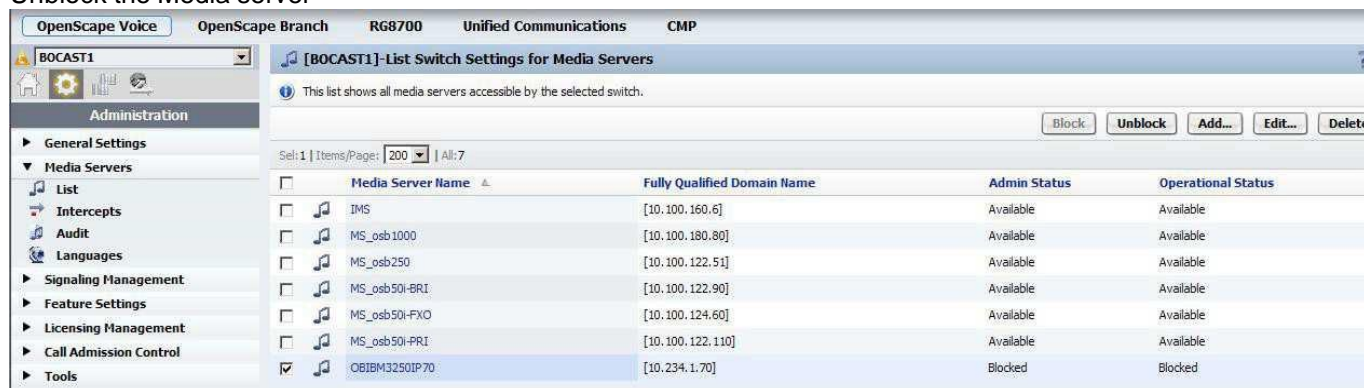 Unblock the Media server
OpenScape Voice OpenScape Branch RG8700 Unified Communications CMP
BOCAST1
[BOCAST1]-List Switch Settings for Media Servers
This list shows all media servers accessible by the selected switch.
Administration
Block Unblock Add... Edit... Delete
General Settings
Sel:1 | Items/Page: 200 | All:7
Media Servers
List
Intercepts
Audit
Languages
Signaling Management
Feature Settings
Licensing Management
Call Admission Control
Tools
Media Server Name Fully Qualified Domain Name Admin Status Operational Status
IMS [10.100.160.6] Available Available
MS_osb1000 [10.100.180.80] Available Available
MS_osb250 [10.100.122.51] Available Available
MS_osb50i-BRI [10.100.122.90] Available Available
MS_osb50i-FXO [10.100.124.60] Available Available
MS_osb50i-PRI [10.100.122.110] Available Available
OBIBM3250IP70 [10.234.1.70] Blocked Blocked